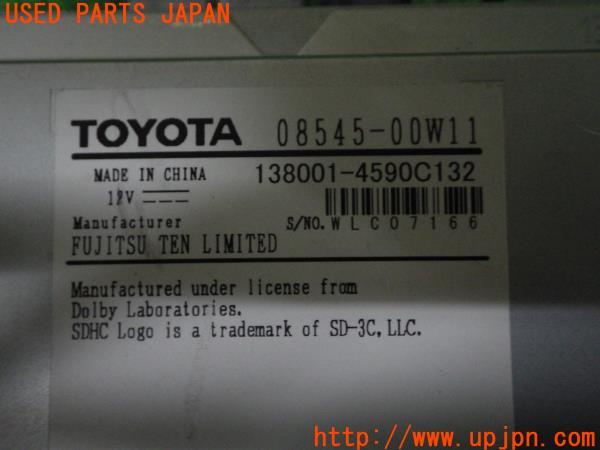 USED PARTS JAPAN
TOYOTA 08545-00W11
MADE IN CHINA 138001-4590C132
12V
Manufacturer S/NO. WLC07166
FUJITSU TEN LIMITED
Manufactured under license from
Dolby Laboratories.
SDHC Logo is a trademark of SD-3C, LLC.
http://www.upjpn.com/